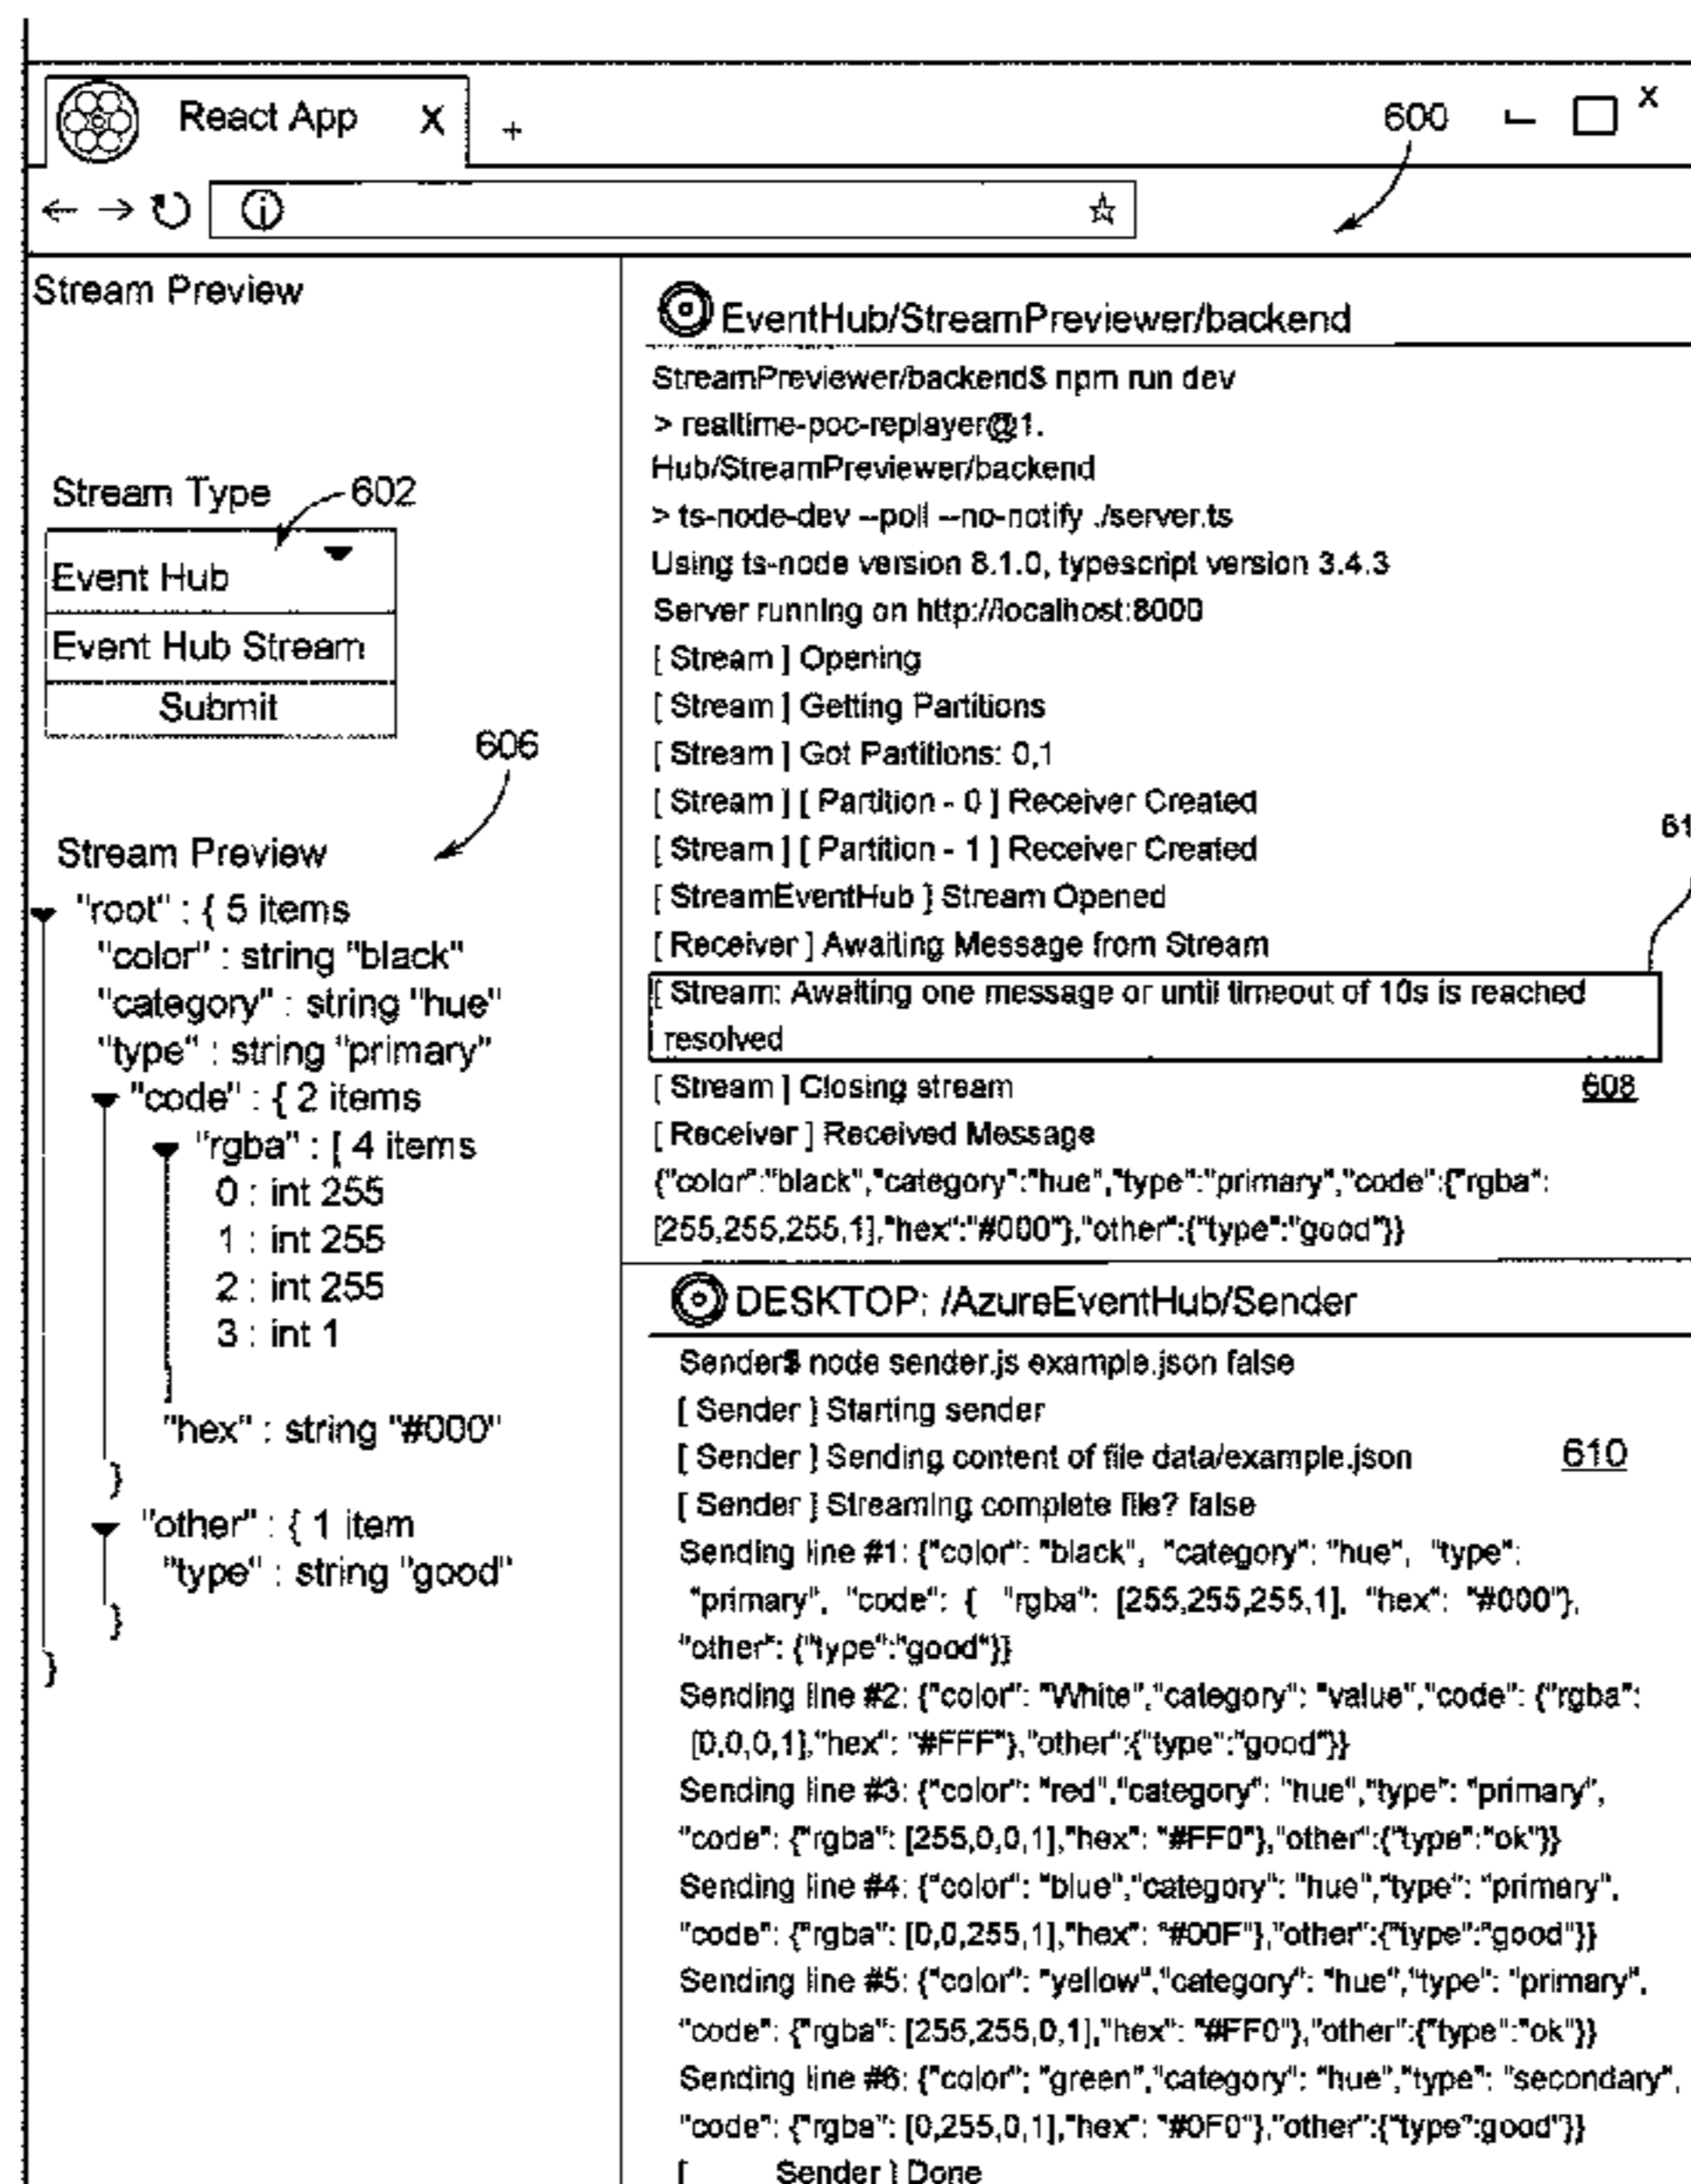 React App X +
600
x
Stream Preview
Stream Type
602
Event Hub
Event Hub Stream
Submit
606
Stream Preview
"root" : { 5 items
"color" : string "black"
"category" : string "hue"
"type" : string "primary"
"code" : { 2 items
"rgba" : [ 4 items
0 : int 255
1 : int 255
2 : int 255
3 : int 1
"hex" : string "#000"
}
"other" : { 1 item
"type" : string "good"
}
}
EventHub/StreamPreviewer/backend
StreamPreviewer/backend$ npm run dev
> realtime-poc-replayer@1.
Hub/StreamPreviewer/backend
> ts-node-dev --poll --no-notify ./server.ts
Using ts-node version 8.1.0, typescript version 3.4.3
Server running on http://localhost:8000
[ Stream ] Opening
[ Stream ] Getting Partitions
[ Stream ] Got Partitions: 0,1
[ Stream ] [ Partition - 0 ] Receiver Created
[ Stream ] [ Partition - 1 ] Receiver Created
[ StreamEventHub ] Stream Opened
[ Receiver ] Awaiting Message from Stream
[ Stream: Awaiting one message or until timeout of 10s is reached
resolved
[ Stream ] Closing stream
608
[ Receiver ] Received Message
{"color":"black","category":"hue","type":"primary","code":{"rgba":
[255,255,255,1],"hex":"#000"},"other":{"type":"good"}}
DESKTOP: /AzureEventHub/Sender
Sender$ node sender.js example.json false
[ Sender ] Starting sender
[ Sender ] Sending content of file data/example.json
610
[ Sender ] Streaming complete file? false
Sending line #1: {"color": "black", "category": "hue", "type":
"primary", "code": { "rgba": [255,255,255,1], "hex": "#000"},
"other": {"type":"good"}}
Sending line #2: {"color": "White","category": "value","code": {"rgba":
[0,0,0,1],"hex": "#FFF"},"other":{"type":"good"}}
Sending line #3: {"color": "red","category": "hue","type": "primary",
"code": {"rgba": [255,0,0,1],"hex": "#FF0"},"other":{"type":"ok"}}
Sending line #4: {"color": "blue","category": "hue","type": "primary",
"code": {"rgba": [0,0,255,1],"hex": "#00F"},"other":{"type":"good"}}
Sending line #5: {"color": "yellow","category": "hue","type": "primary",
"code": {"rgba": [255,255,0,1],"hex": "#FF0"},"other":{"type":"ok"}}
Sending line #6: {"color": "green","category": "hue","type": "secondary",
"code": {"rgba": [0,255,0,1],"hex": "#0F0"},"other":{"type":good"}}
[ Sender ] Done